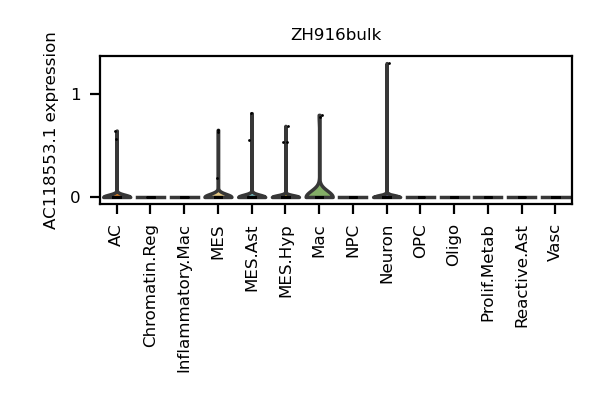 ZH916bulk
AC118553.1 expression
1
0
AC
Chromatin.Reg
Inflammatory.Mac
MES
MES.Ast
MES.Hyp
Mac
NPC
Neuron
OPC
Oligo
Prolif.Metab
Reactive.Ast
Vasc